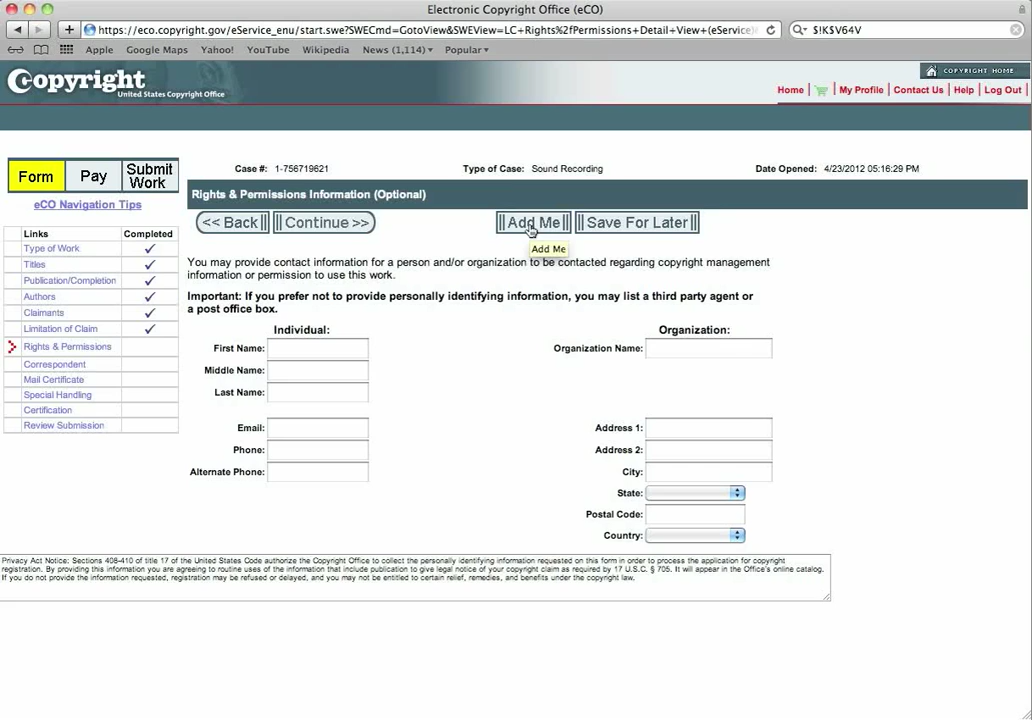 Electronic Copyright Office (eCO)
https://eco.copyright.gov/eService_enu/start.swe?SWECmd=GotoView&SWEView=LC+Rights%2fPermissions+Detail+View+(eService)
$!K$V64V
Apple Google Maps Yahoo! YouTube Wikipedia News (1,114) Popular
Copyright
United States Copyright Office
COPYRIGHT HOME
Home My Profile Contact Us Help Log Out
Form Pay Submit Work
Case #: 1-756719621 Type of Case: Sound Recording Date Opened: 4/23/2012 05:16:29 PM
Rights & Permissions Information (Optional)
eCO Navigation Tips
<< Back Continue >> Add Me Save For Later
Add Me
Links Completed
Type of Work
Titles
Publication/Completion
Authors
Claimants
Limitation of Claim
Rights & Permissions
Correspondent
Mail Certificate
Special Handling
Certification
Review Submission
You may provide contact information for a person and/or organization to be contacted regarding copyright management
information or permission to use this work.
Important: If you prefer not to provide personally identifying information, you may list a third party agent or
a post office box.
Individual: Organization:
First Name: Organization Name:
Middle Name:
Last Name:
Email: Address 1:
Phone: Address 2:
Alternate Phone: City:
State:
Postal Code:
Country:
Privacy Act Notice: Sections 408-410 of title 17 of the United States Code authorize the Copyright Office to collect the personally identifying information requested on this form in order to process the application for copyright
registration. By providing this information you are agreeing to routine uses of the information that include publication to give legal notice of your copyright claim as required by 17 U.S.C. § 705. It will appear in the Office's online catalog.
If you do not provide the information requested, registration may be refused or delayed, and you may not be entitled to certain relief, remedies, and benefits under the copyright law.